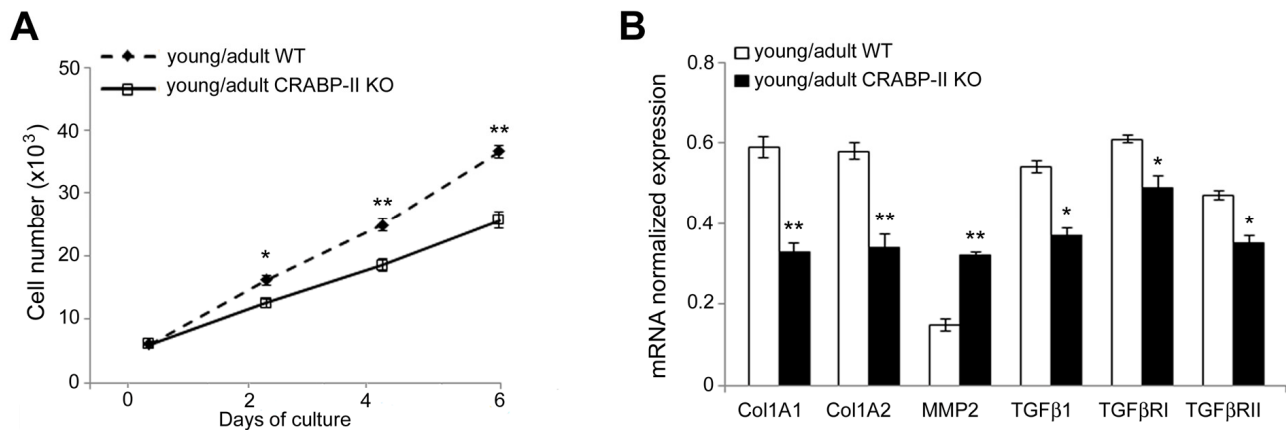 A
young/adult WT
young/adult CRABP-II KO
Cell number (x10³)
50
40
30
20
10
0
*
**
**
0 2 4 6
Days of culture
B
young/adult WT
young/adult CRABP-II KO
mRNA normalized expression
0.8
0.6
0.4
0.2
0
**
**
**
*
*
*
Col1A1 Col1A2 MMP2 TGFβ1 TGFβRI TGFβRII